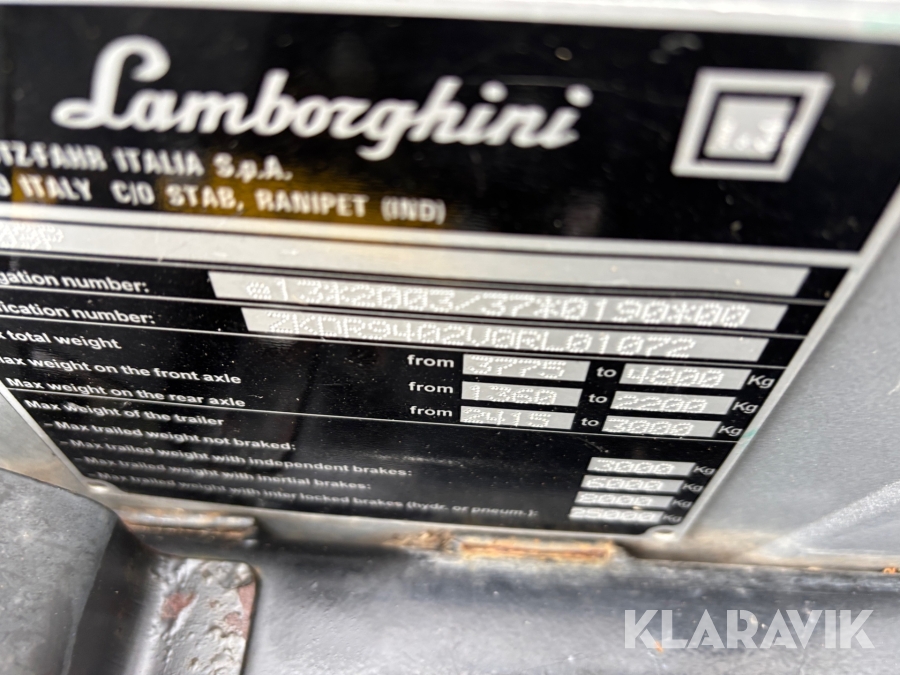 Lamborghini
TZ-FAHR ITALIA S.p.A.
ITALY C/O STAB, RANIPET (IND)
gation number: e13*2003/37*0190*00
ication number: ZKDR9402V0RL01072
total weight from 3775 to 4800 Kg
Max weight on the front axle from 1360 to 2200 Kg
Max weight on the rear axle from 2415 to 3000 Kg
Max Weight of the trailer
- Max trailed weight not braked: 3000 Kg
- Max trailed weight with independent brakes: 6000 Kg
- Max trailed weight with inertial brakes: 8000 Kg
- Max trailed weight with inter locked brakes (hydr. or pneum.): Kg
KLARAVIK